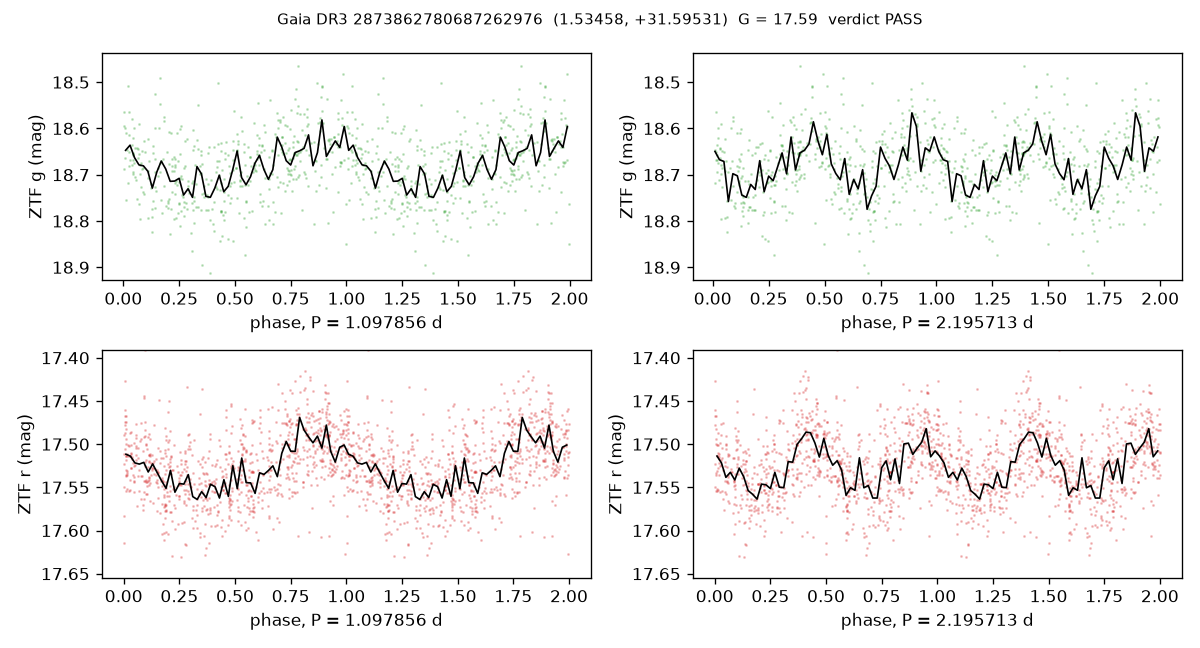 Gaia DR3 2873862780687262976 (1.53458, +31.59531) G = 17.59 verdict PASS
18.5
18.6
18.7
18.8
18.9
ZTF g (mag)
0.00 0.25 0.50 0.75 1.00 1.25 1.50 1.75 2.00
phase, P = 1.097856 d
18.5
18.6
18.7
18.8
18.9
ZTF g (mag)
0.00 0.25 0.50 0.75 1.00 1.25 1.50 1.75 2.00
phase, P = 2.195713 d
17.40
17.45
17.50
17.55
17.60
17.65
ZTF r (mag)
0.00 0.25 0.50 0.75 1.00 1.25 1.50 1.75 2.00
phase, P = 1.097856 d
17.40
17.45
17.50
17.55
17.60
17.65
ZTF r (mag)
0.00 0.25 0.50 0.75 1.00 1.25 1.50 1.75 2.00
phase, P = 2.195713 d